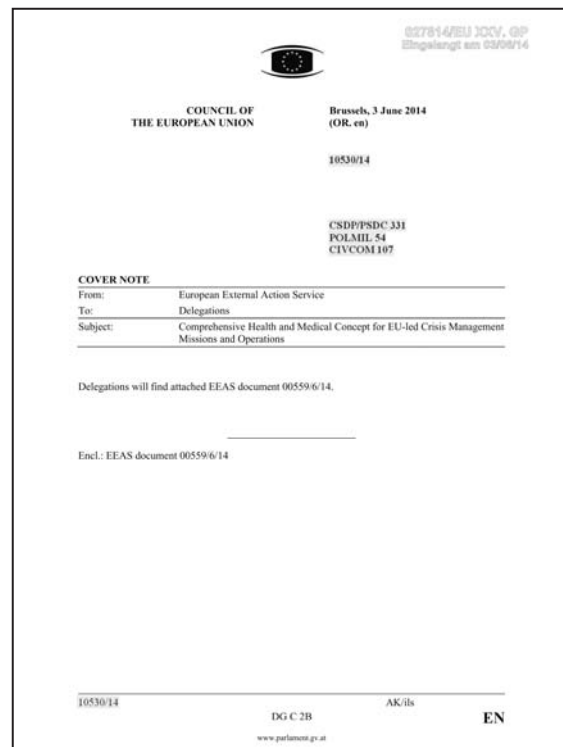 027814/EU XXV. GP
Eingelangt am 03/06/14
COUNCIL OF
THE EUROPEAN UNION
Brussels, 3 June 2014
(OR. en)
10530/14
CSDP/PSDC 331
POLMIL 54
CIVCOM 107
COVER NOTE
From: European External Action Service
To: Delegations
Subject: Comprehensive Health and Medical Concept for EU-led Crisis Management
Missions and Operations
Delegations will find attached EEAS document 00559/6/14.
Encl.: EEAS document 00559/6/14
10530/14 AK/ils
DG C 2B EN
www.parlament.gv.at